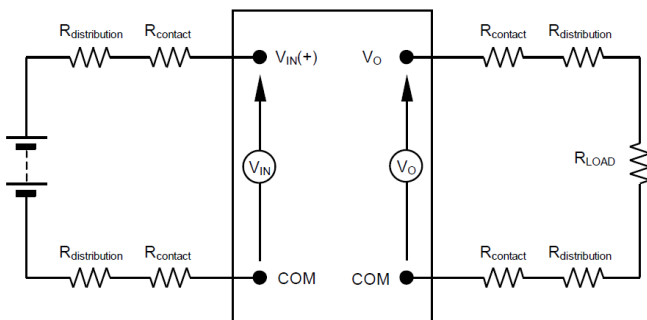 Rdistribution Rcontact VIN(+) VO Rcontact Rdistribution
VIN VO RLOAD
Rdistribution Rcontact COM COM Rcontact Rdistribution